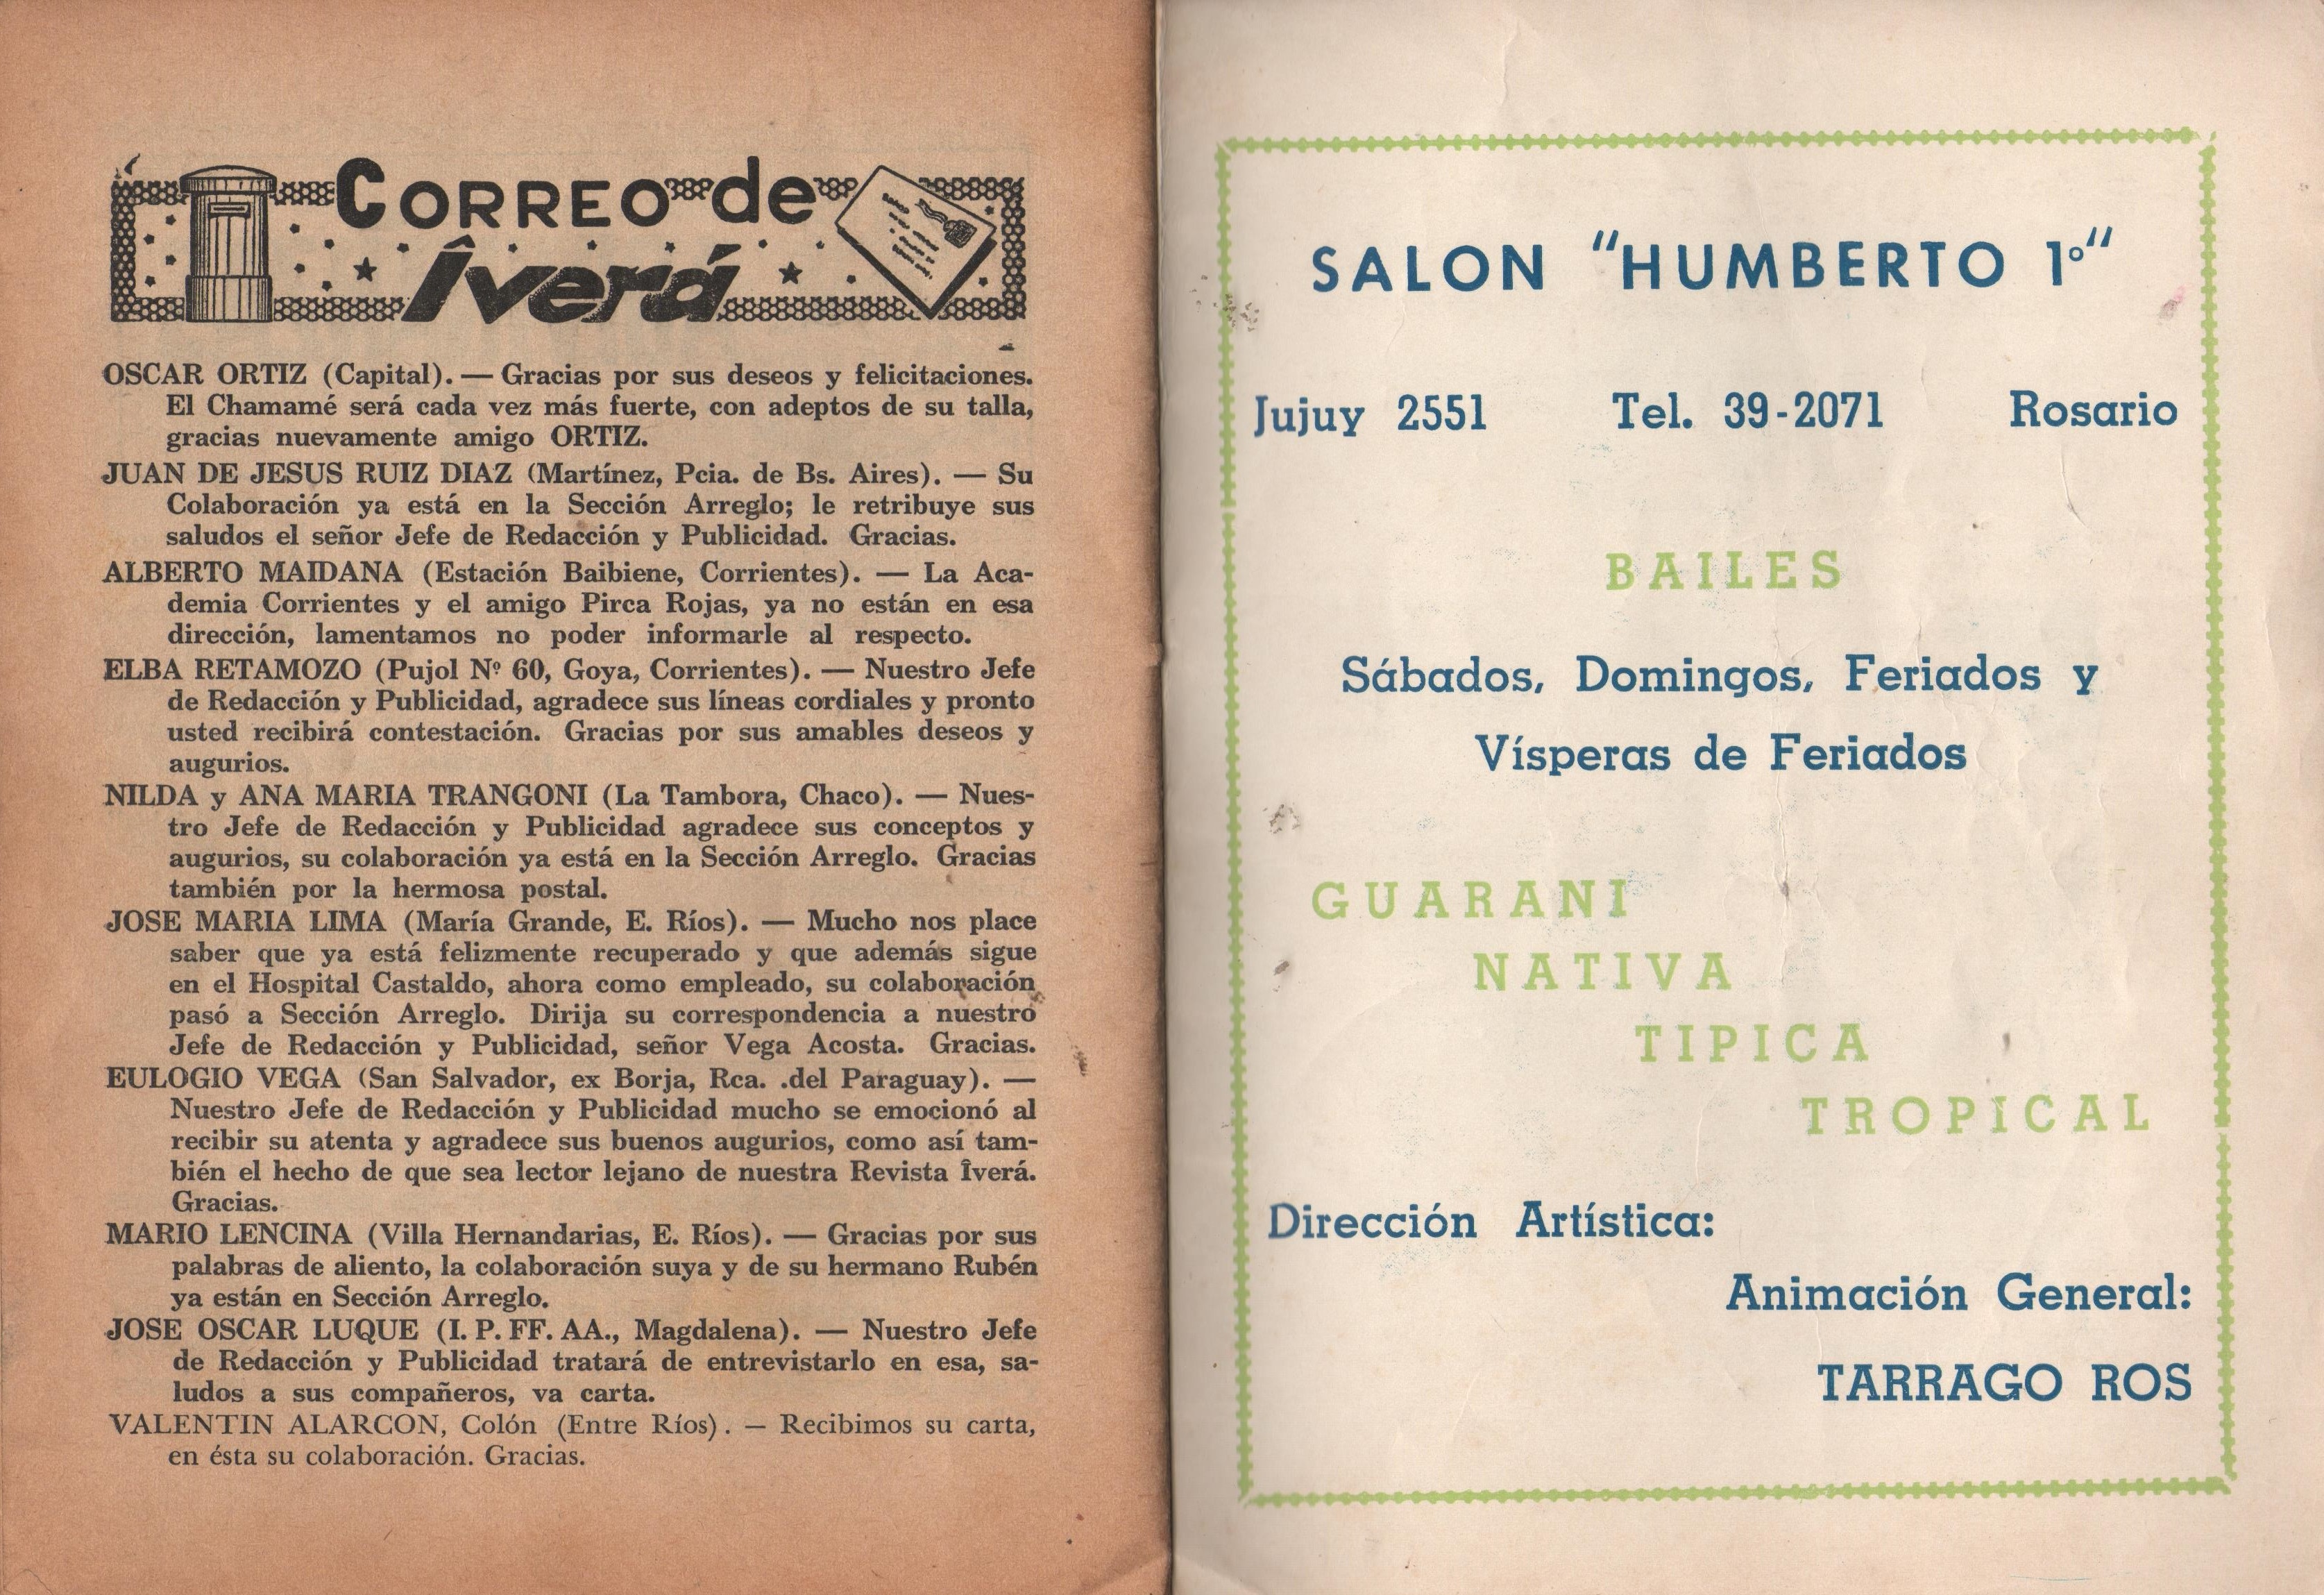 CORREO de
Îverá
OSCAR ORTIZ (Capital). — Gracias por sus deseos y felicitaciones.
El Chamamé será cada vez más fuerte, con adeptos de su talla,
gracias nuevamente amigo ORTIZ.
JUAN DE JESUS RUIZ DIAZ (Martínez, Pcia. de Bs. Aires). — Su
Colaboración ya está en la Sección Arreglo; le retribuye sus
saludos el señor Jefe de Redacción y Publicidad. Gracias.
ALBERTO MAIDANA (Estación Baibiene, Corrientes). — La Aca-
demia Corrientes y el amigo Pirca Rojas, ya no están en esa
dirección, lamentamos no poder informarle al respecto.
ELBA RETAMOZO (Pujol Nº 60, Goya, Corrientes). — Nuestro Jefe
de Redacción y Publicidad, agradece sus líneas cordiales y pronto
usted recibirá contestación. Gracias por sus amables deseos y
augurios.
NILDA y ANA MARIA TRANGONI (La Tambora, Chaco). — Nues-
tro Jefe de Redacción y Publicidad agradece sus conceptos y
augurios, su colaboración ya está en la Sección Arreglo. Gracias
también por la hermosa postal.
JOSE MARIA LIMA (María Grande, E. Ríos). — Mucho nos place
saber que ya está felizmente recuperado y que además sigue
en el Hospital Castaldo, ahora como empleado, su colaboración
pasó a Sección Arreglo. Dirija su correspondencia a nuestro
Jefe de Redacción y Publicidad, señor Vega Acosta. Gracias.
EULOGIO VEGA (San Salvador, ex Borja, Rca. .del Paraguay). —
Nuestro Jefe de Redacción y Publicidad mucho se emocionó al
recibir su atenta y agradece sus buenos augurios, como así tam-
bién el hecho de que sea lector lejano de nuestra Revista Îverá.
Gracias.
MARIO LENCINA (Villa Hernandarias, E. Ríos). — Gracias por sus
palabras de aliento, la colaboración suya y de su hermano Rubén
ya están en Sección Arreglo.
JOSE OSCAR LUQUE (I. P. FF. AA., Magdalena). — Nuestro Jefe
de Redacción y Publicidad tratará de entrevistarlo en esa, sa-
ludos a sus compañeros, va carta.
VALENTIN ALARCON, Colón (Entre Ríos). — Recibimos su carta,
en ésta su colaboración. Gracias.
SALON "HUMBERTO 1º"
Jujuy 2551 Tel. 39-2071 Rosario
BAILES
Sábados, Domingos, Feriados y
Vísperas de Feriados
GUARANI
NATIVA
TIPICA
TROPICAL
Dirección Artística:
Animación General:
TARRAGO ROS